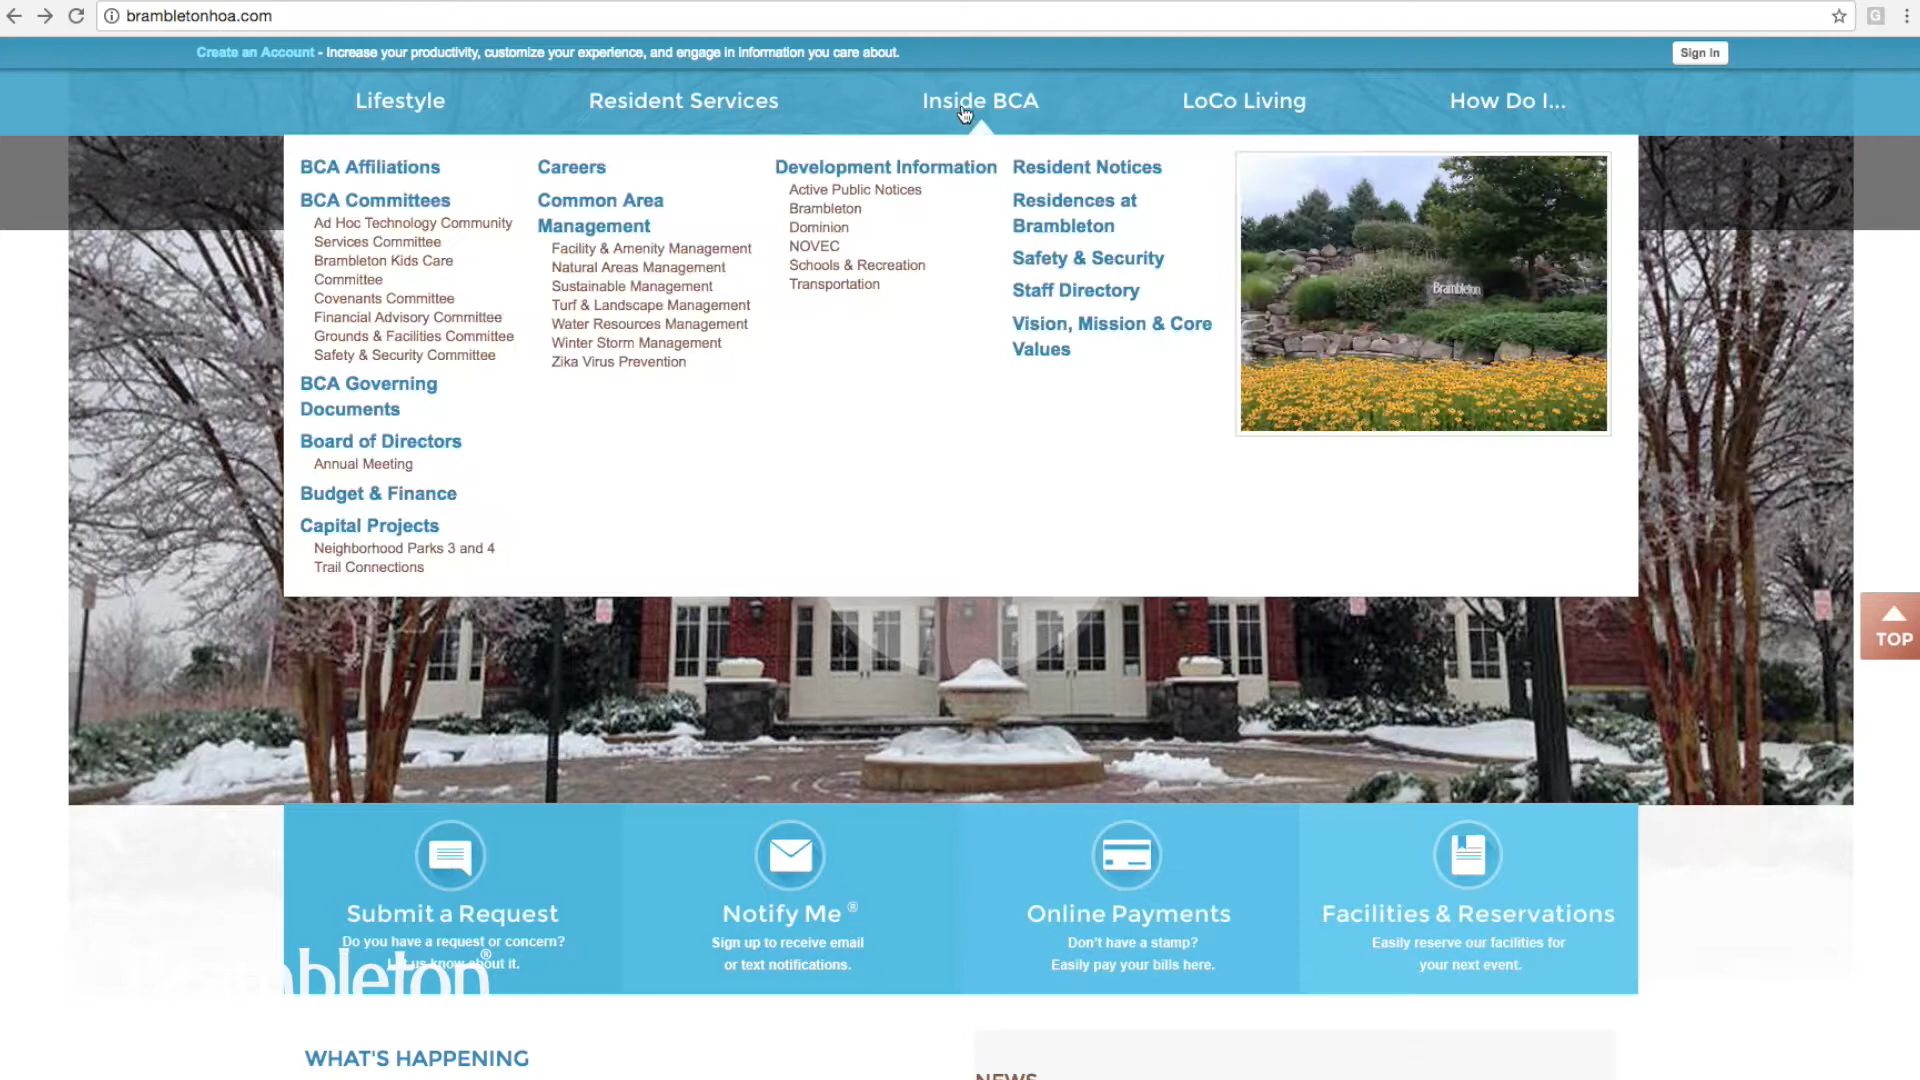 brambletonhoa.com
Create an Account - Increase your productivity, customize your experience, and engage in information you care about.
Sign In
Lifestyle
Resident Services
Inside BCA
LoCo Living
How Do I...
BCA Affiliations
BCA Committees
Ad Hoc Technology Community
Services Committee
Brambleton Kids Care
Committee
Covenants Committee
Financial Advisory Committee
Grounds & Facilities Committee
Safety & Security Committee
BCA Governing
Documents
Board of Directors
Annual Meeting
Budget & Finance
Capital Projects
Neighborhood Parks 3 and 4
Trail Connections
Careers
Common Area
Management
Facility & Amenity Management
Natural Areas Management
Sustainable Management
Turf & Landscape Management
Water Resources Management
Winter Storm Management
Zika Virus Prevention
Development Information
Active Public Notices
Brambleton
Dominion
NOVEC
Schools & Recreation
Transportation
Resident Notices
Residences at
Brambleton
Safety & Security
Staff Directory
Vision, Mission & Core
Values
Brambleton
TOP
Submit a Request
Do you have a request or concern?
Let us know about it.
Notify Me ®
Sign up to receive email
or text notifications.
Online Payments
Don't have a stamp?
Easily pay your bills here.
Facilities & Reservations
Easily reserve our facilities for
your next event.
Brambleton®
WHAT'S HAPPENING
NEWS